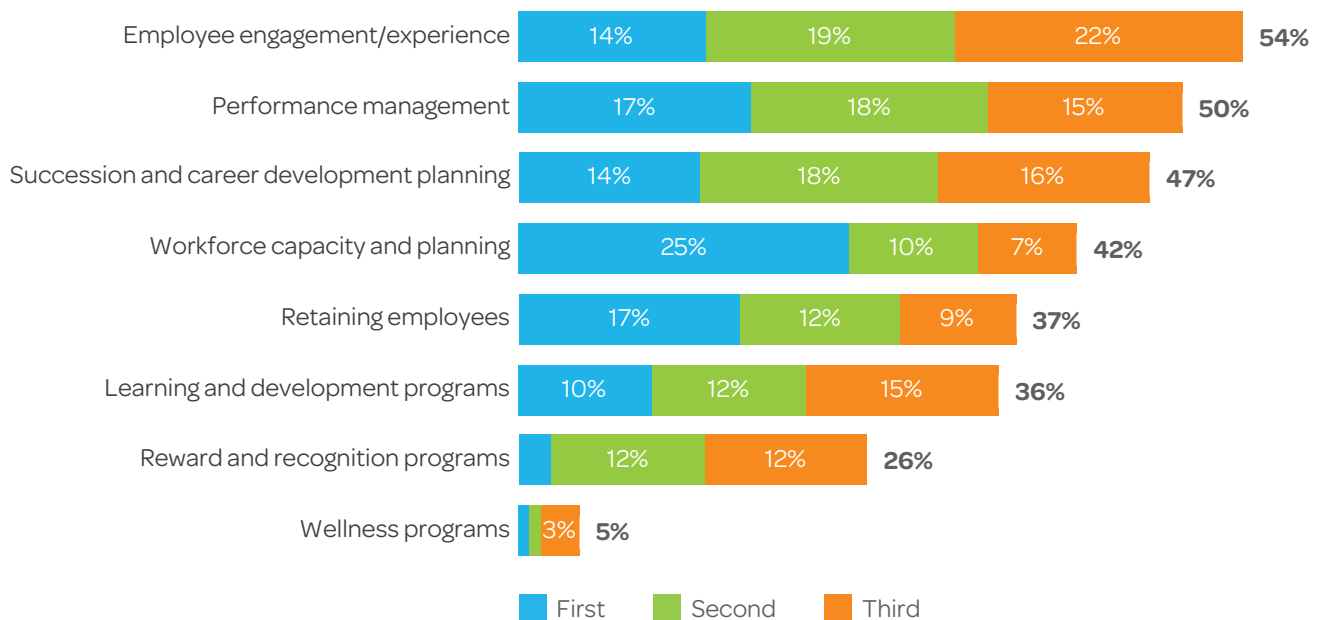 Employee engagement/experience 14% 19% 22% 54%
Performance management 17% 18% 15% 50%
Succession and career development planning 14% 18% 16% 47%
Workforce capacity and planning 25% 10% 7% 42%
Retaining employees 17% 12% 9% 37%
Learning and development programs 10% 12% 15% 36%
Reward and recognition programs 12% 12% 26%
Wellness programs 3% 5%
First Second Third